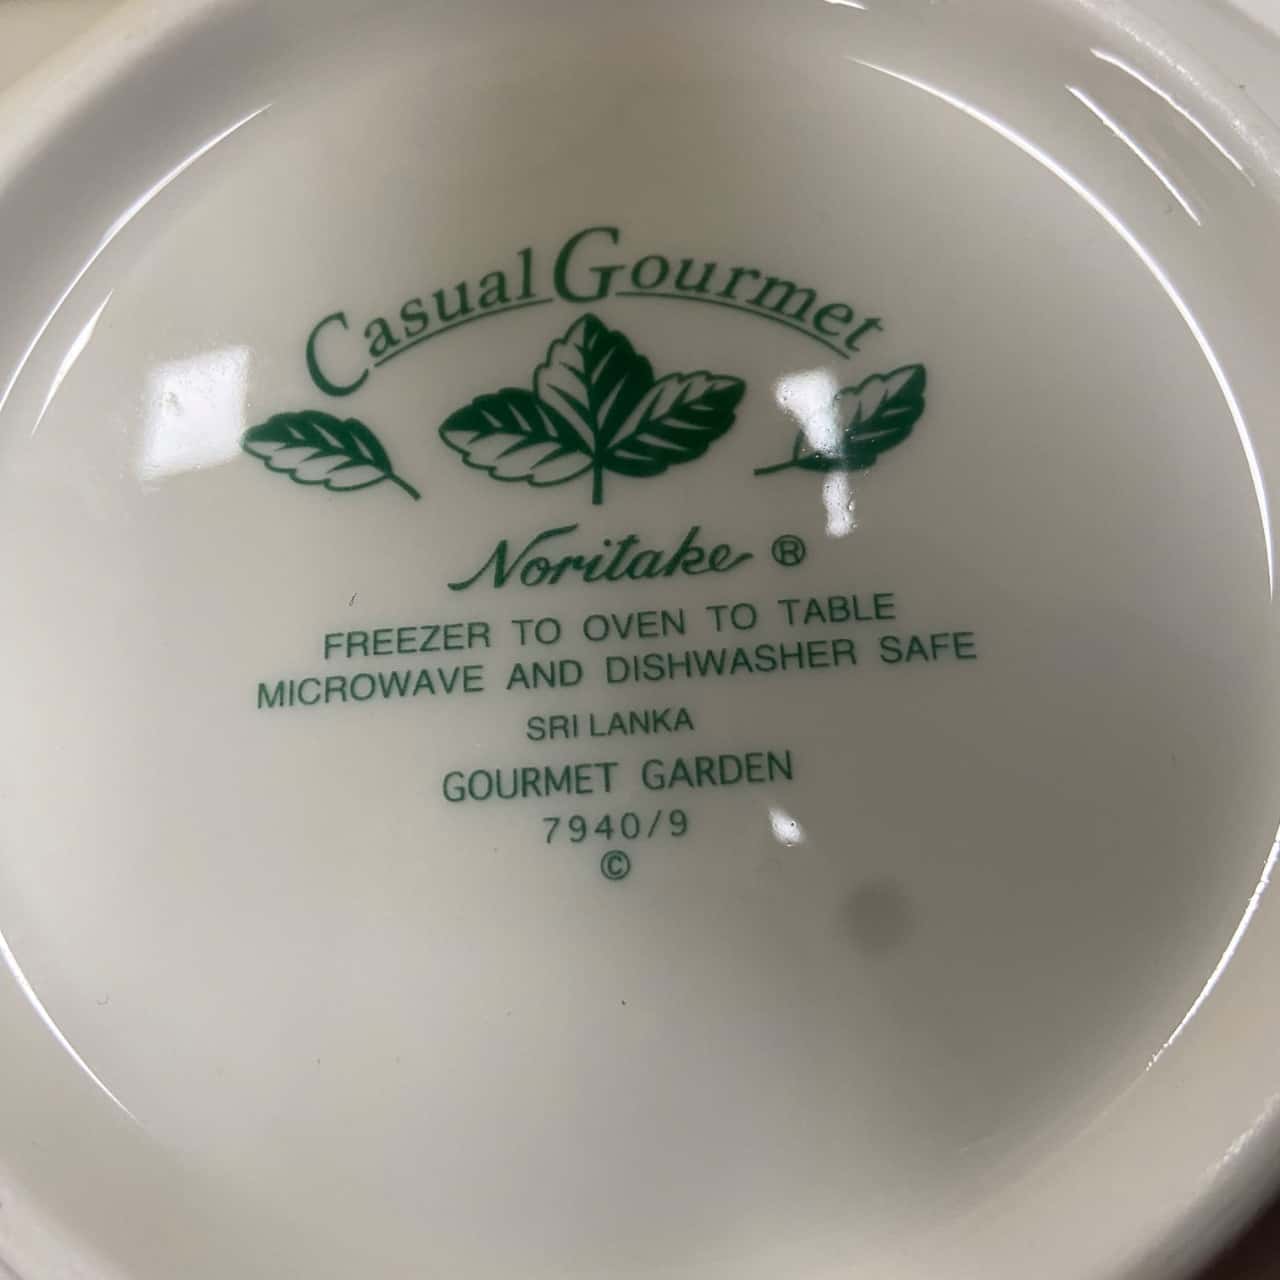 Casual Gourmet
Noritake ®
FREEZER TO OVEN TO TABLE
MICROWAVE AND DISHWASHER SAFE
SRI LANKA
GOURMET GARDEN
7940/9
©